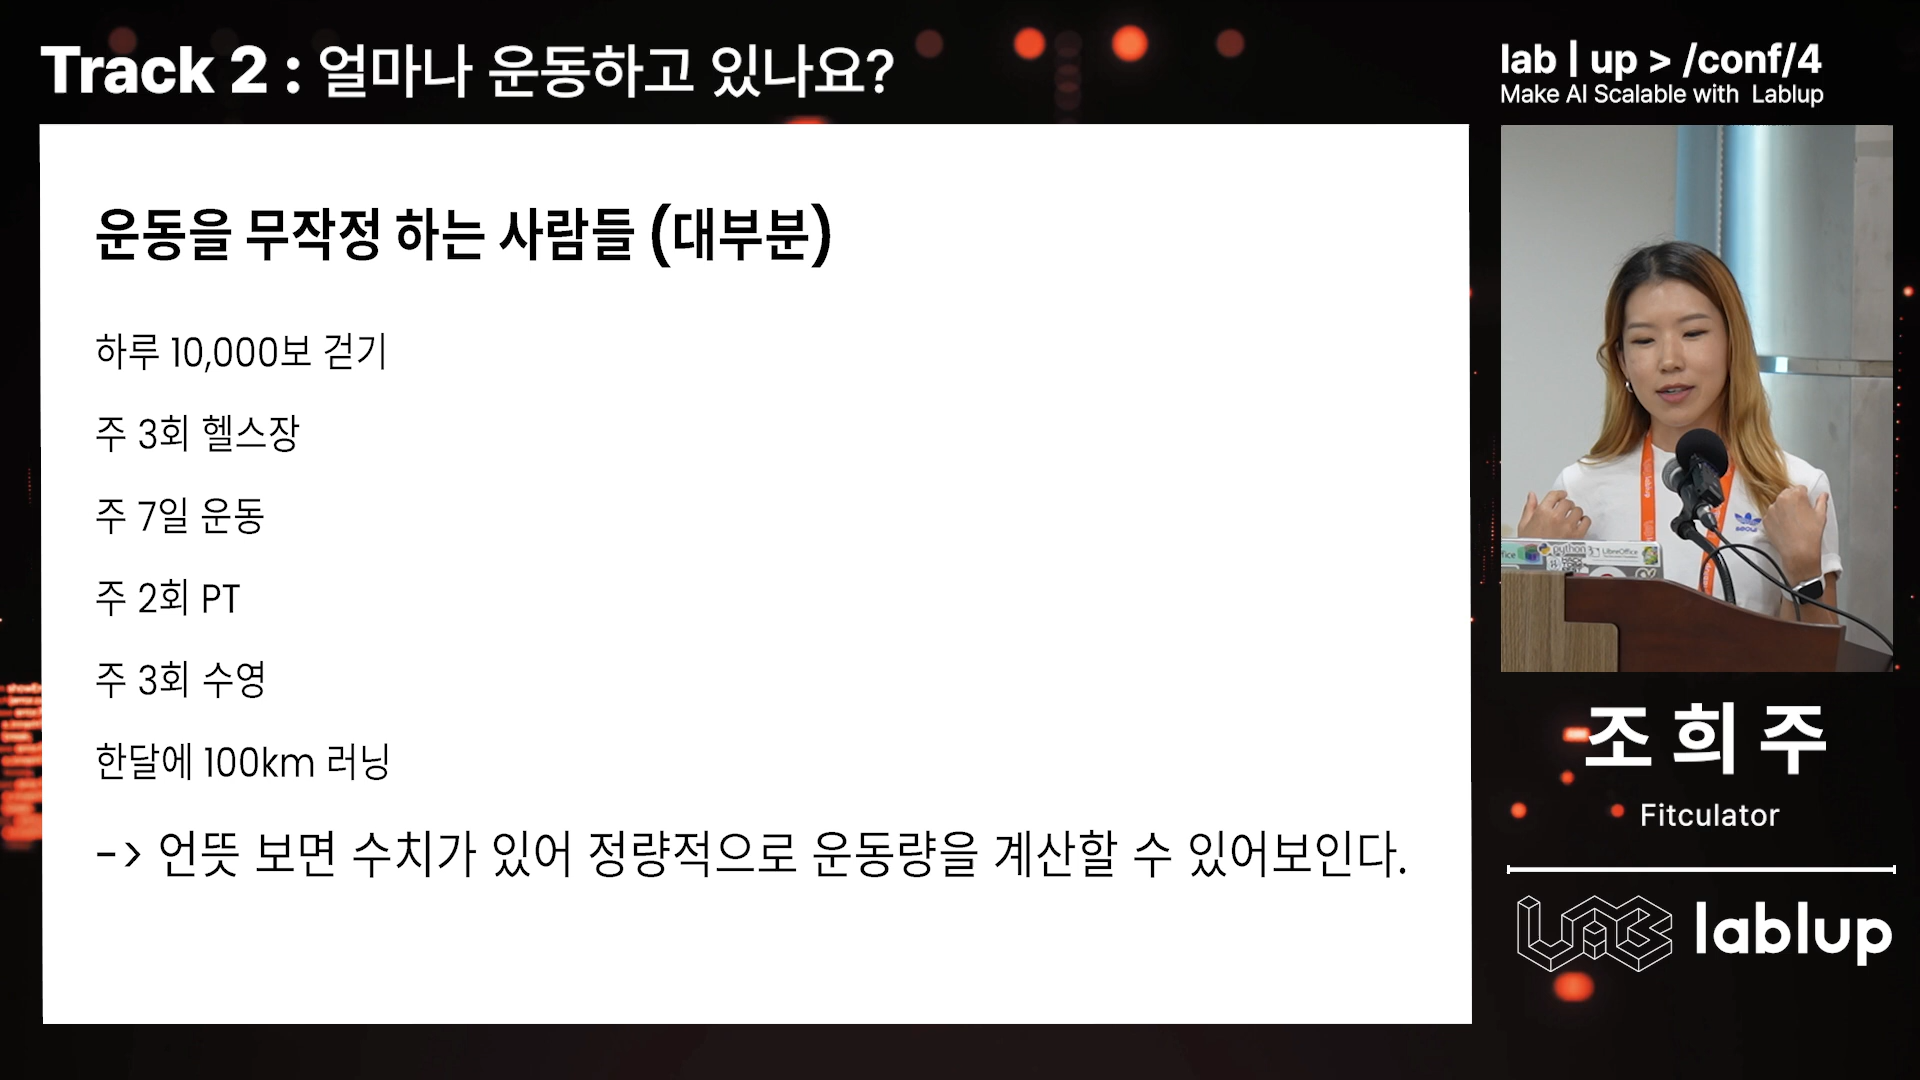 Track 2 : 얼마나 운동하고 있나요?
lab | up > /conf/4
Make AI Scalable with Lablup
운동을 무작정 하는 사람들 (대부분)
하루 10,000보 걷기
주 3회 헬스장
주 7일 운동
주 2회 PT
주 3회 수영
한달에 100km 러닝
-> 언뜻 보면 수치가 있어 정량적으로 운동량을 계산할 수 있어보인다.
python
LibreOffice
lablup
조희주
Fitculator
LAB lablup